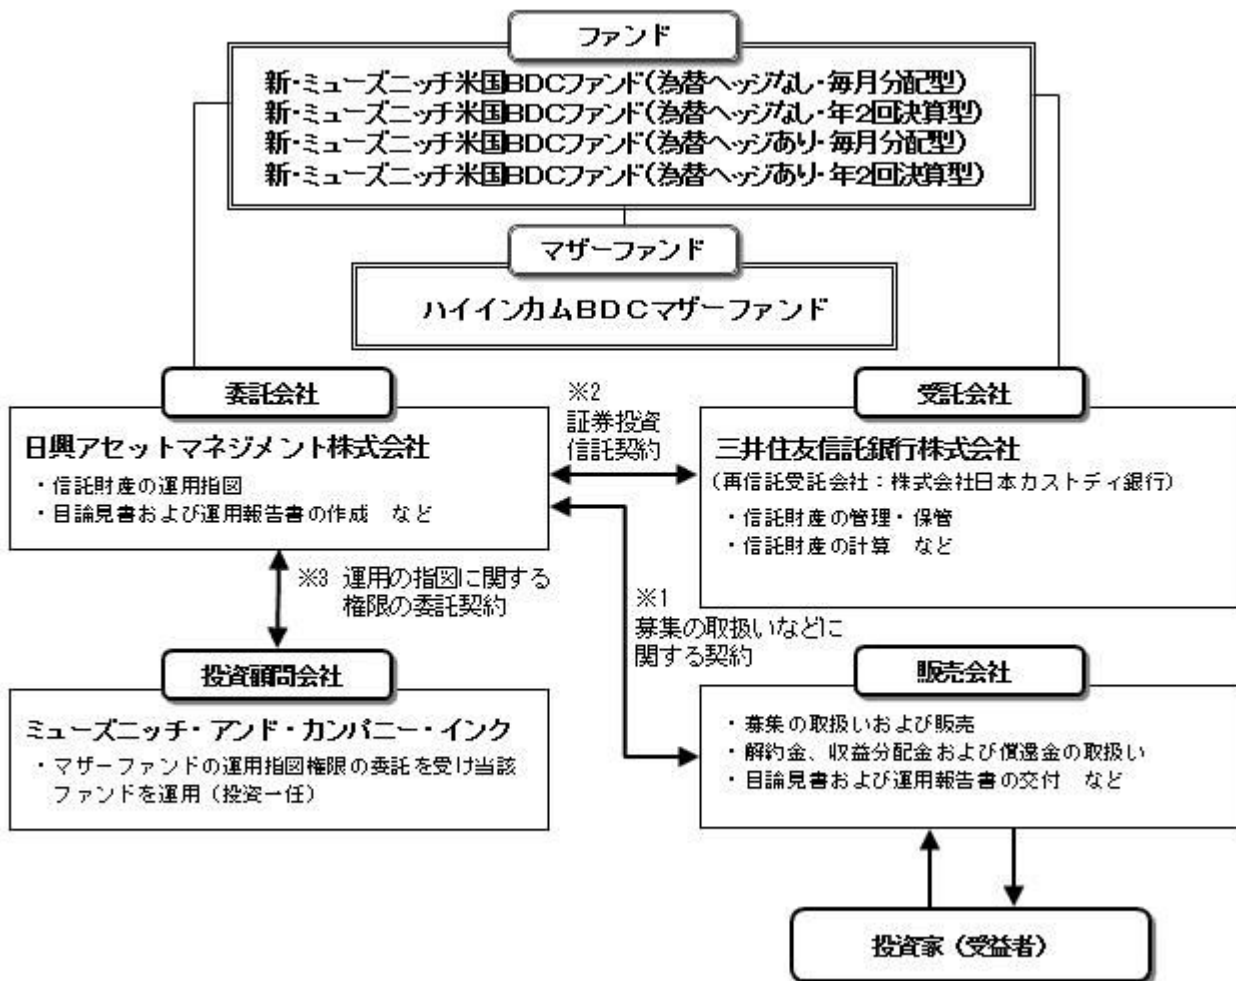 ファンド
新・ミューズニッチ米国BDCファンド(為替ヘッジなし・毎月分配型)
新・ミューズニッチ米国BDCファンド(為替ヘッジなし・年2回決算型)
新・ミューズニッチ米国BDCファンド(為替ヘッジあり・毎月分配型)
新・ミューズニッチ米国BDCファンド(為替ヘッジあり・年2回決算型)
マザーファンド
ハイインカムBDCマザーファンド
委託会社
日興アセットマネジメント株式会社
・信託財産の運用指図
・目論見書および運用報告書の作成 など
※2
証券投資
信託契約
受託会社
三井住友信託銀行株式会社
(再信託受託会社：株式会社日本カストディ銀行)
・信託財産の管理・保管
・信託財産の計算 など
※3 運用の指図に関する
権限の委託契約
※1
募集の取扱いなどに
関する契約
投資顧問会社
ミューズニッチ・アンド・カンパニー・インク
・マザーファンドの運用指図権限の委託を受け当該
ファンドを運用（投資一任）
販売会社
・募集の取扱いおよび販売
・解約金、収益分配金および償還金の取扱い
・目論見書および運用報告書の交付 など
投資家（受益者）